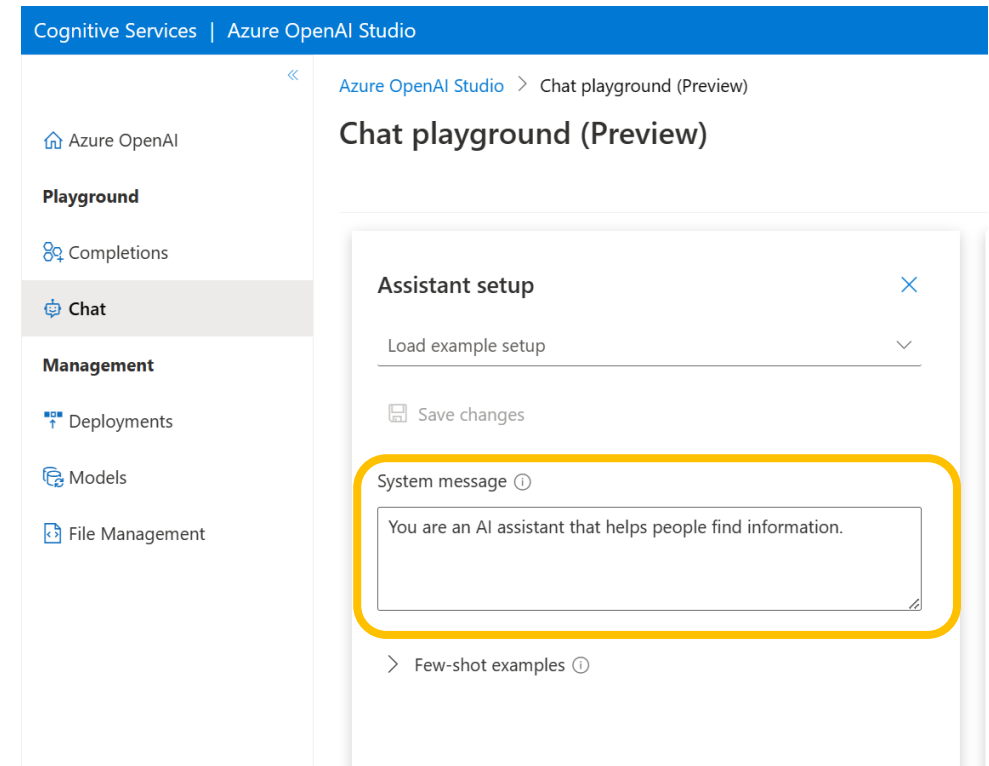 Cognitive Services | Azure OpenAI Studio
Azure OpenAI
Playground
Completions
Chat
Management
Deployments
Models
File Management
Azure OpenAI Studio > Chat playground (Preview)
Chat playground (Preview)
Assistant setup
Load example setup
Save changes
System message
You are an AI assistant that helps people find information.
Few-shot examples